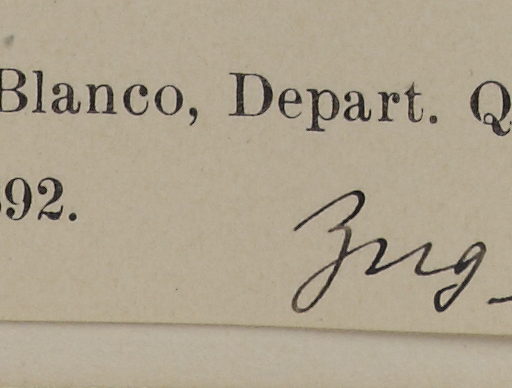 Blanco, Depart. Q
92.
Zug